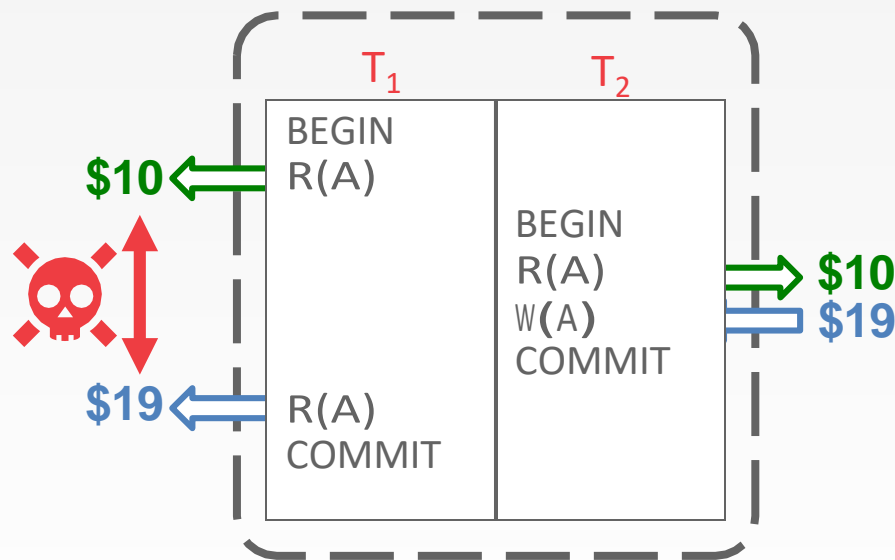 T1
T2
BEGIN
$10
R(A)
BEGIN
R(A)
$10
W(A)
$19
COMMIT
$19
R(A)
COMMIT